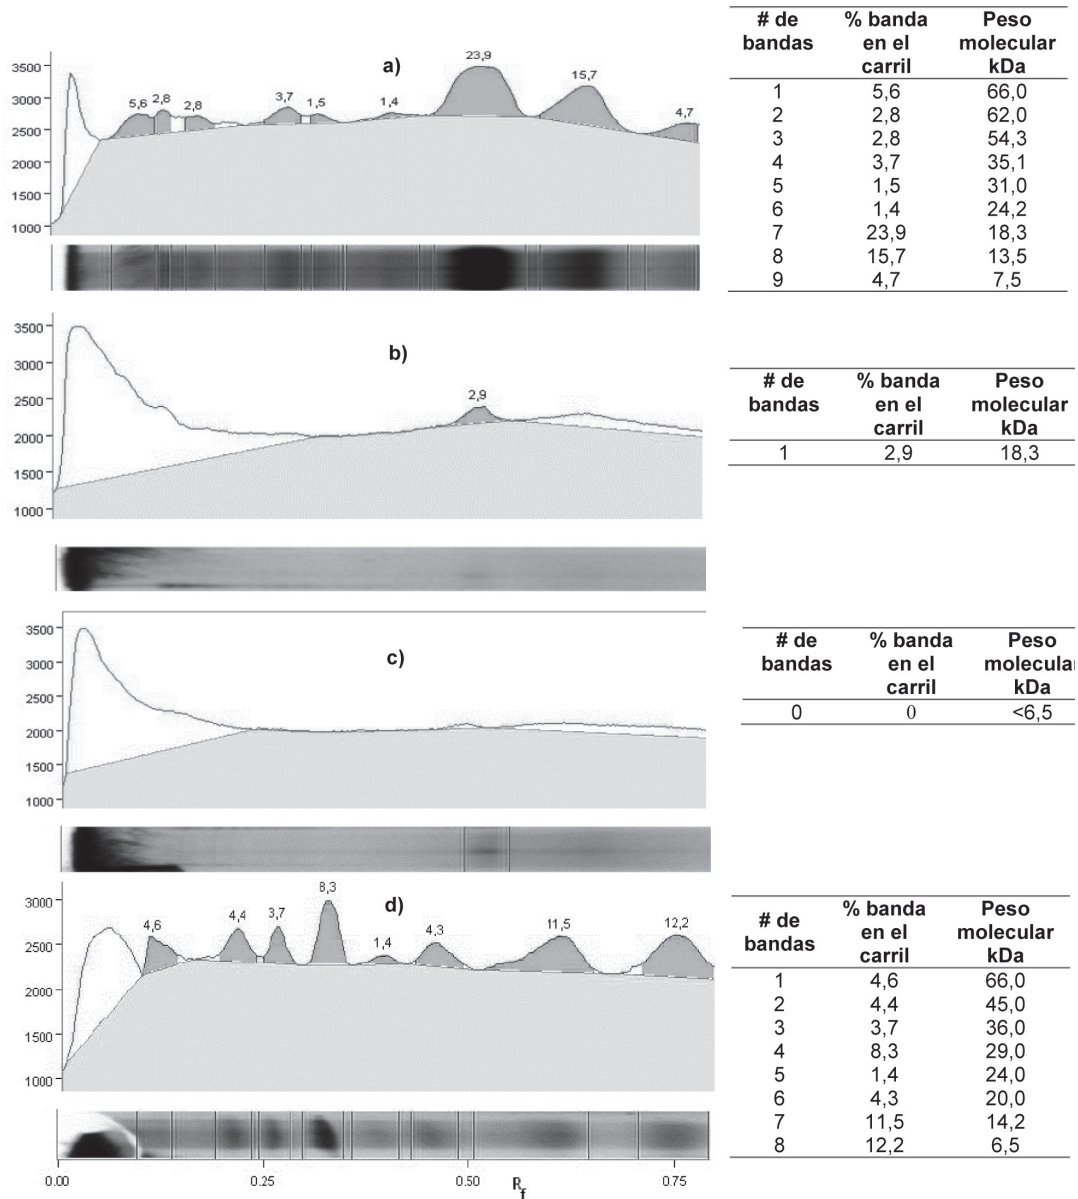 a)
3500
3000
2500
2000
1500
1000
5,6 2,8 2,8 3,7 1,5 1,4 23,9 15,7 4,7
# de bandas % banda en el carril Peso molecular kDa
1 5,6 66,0
2 2,8 62,0
3 2,8 54,3
4 3,7 35,1
5 1,5 31,0
6 1,4 24,2
7 23,9 18,3
8 15,7 13,5
9 4,7 7,5
b)
3500
3000
2500
2000
1500
1000
2,9
# de bandas % banda en el carril Peso molecular kDa
1 2,9 18,3
c)
3500
3000
2500
2000
1500
1000
# de bandas % banda en el carril Peso molecula kDa
0 0 <6,5
d)
3000
2500
2000
1500
1000
4,6 4,4 3,7 8,3 1,4 4,3 11,5 12,2
# de bandas % banda en el carril Peso molecular kDa
1 4,6 66,0
2 4,4 45,0
3 3,7 36,0
4 8,3 29,0
5 1,4 24,0
6 4,3 20,0
7 11,5 14,2
8 12,2 6,5
0.00 0.25 0.50 0.75
Rf